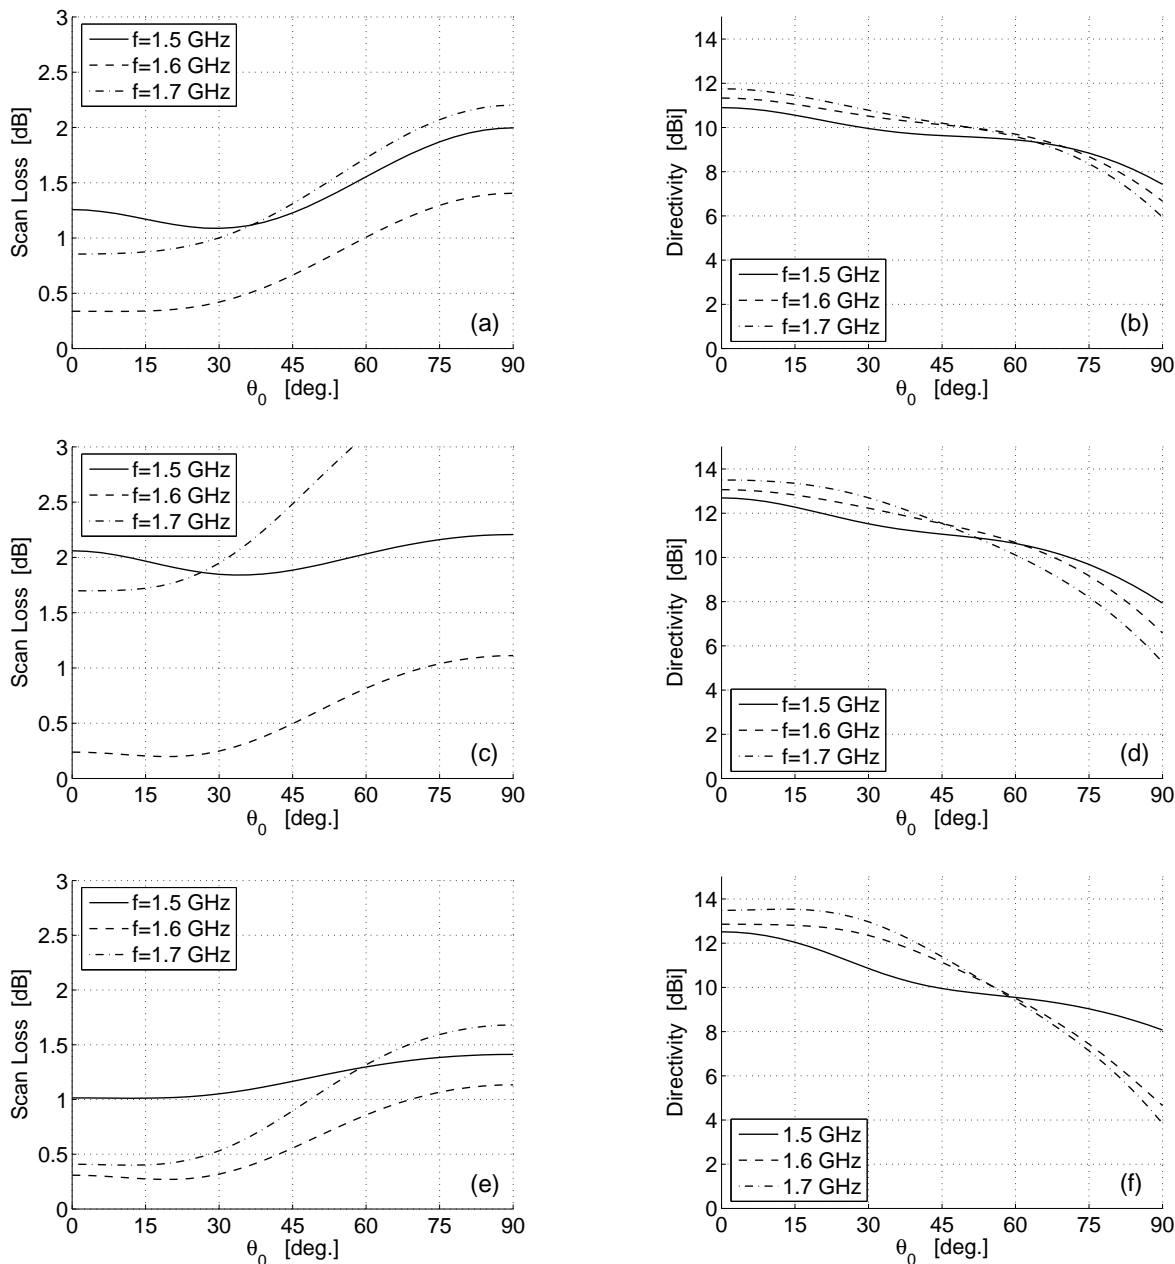 3
2.5
2
1.5
1
0.5
0
Scan Loss [dB]
f=1.5 GHz
f=1.6 GHz
f=1.7 GHz
(a)
0 15 30 45 60 75 90
θ0 [deg.]
14
12
10
8
6
4
2
0
Directivity [dBi]
f=1.5 GHz
f=1.6 GHz
f=1.7 GHz
(b)
0 15 30 45 60 75 90
θ0 [deg.]
3
2.5
2
1.5
1
0.5
0
Scan Loss [dB]
f=1.5 GHz
f=1.6 GHz
f=1.7 GHz
(c)
0 15 30 45 60 75 90
θ0 [deg.]
14
12
10
8
6
4
2
0
Directivity [dBi]
f=1.5 GHz
f=1.6 GHz
f=1.7 GHz
(d)
0 15 30 45 60 75 90
θ0 [deg.]
3
2.5
2
1.5
1
0.5
0
Scan Loss [dB]
f=1.5 GHz
f=1.6 GHz
f=1.7 GHz
(e)
0 15 30 45 60 75 90
θ0 [deg.]
14
12
10
8
6
4
2
0
Directivity [dBi]
1.5 GHz
1.6 GHz
1.7 GHz
(f)
0 15 30 45 60 75 90
θ0 [deg.]